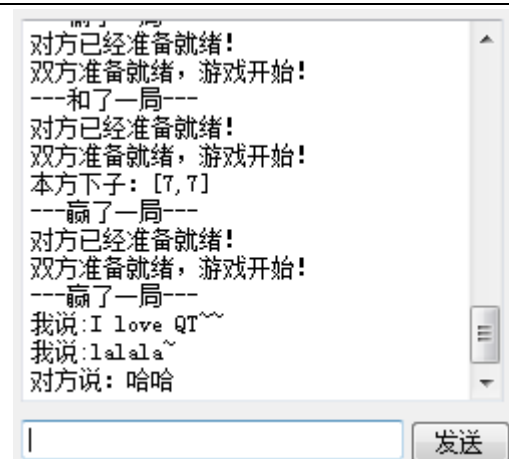 对方已经准备就绪!
双方准备就绪，游戏开始!
---和了一局---
对方已经准备就绪!
双方准备就绪，游戏开始!
本方下子: [7,7]
---赢了一局---
对方已经准备就绪!
双方准备就绪，游戏开始!
---赢了一局---
我说:I love QT~~
我说:lalala~
对方说: 哈哈
发送